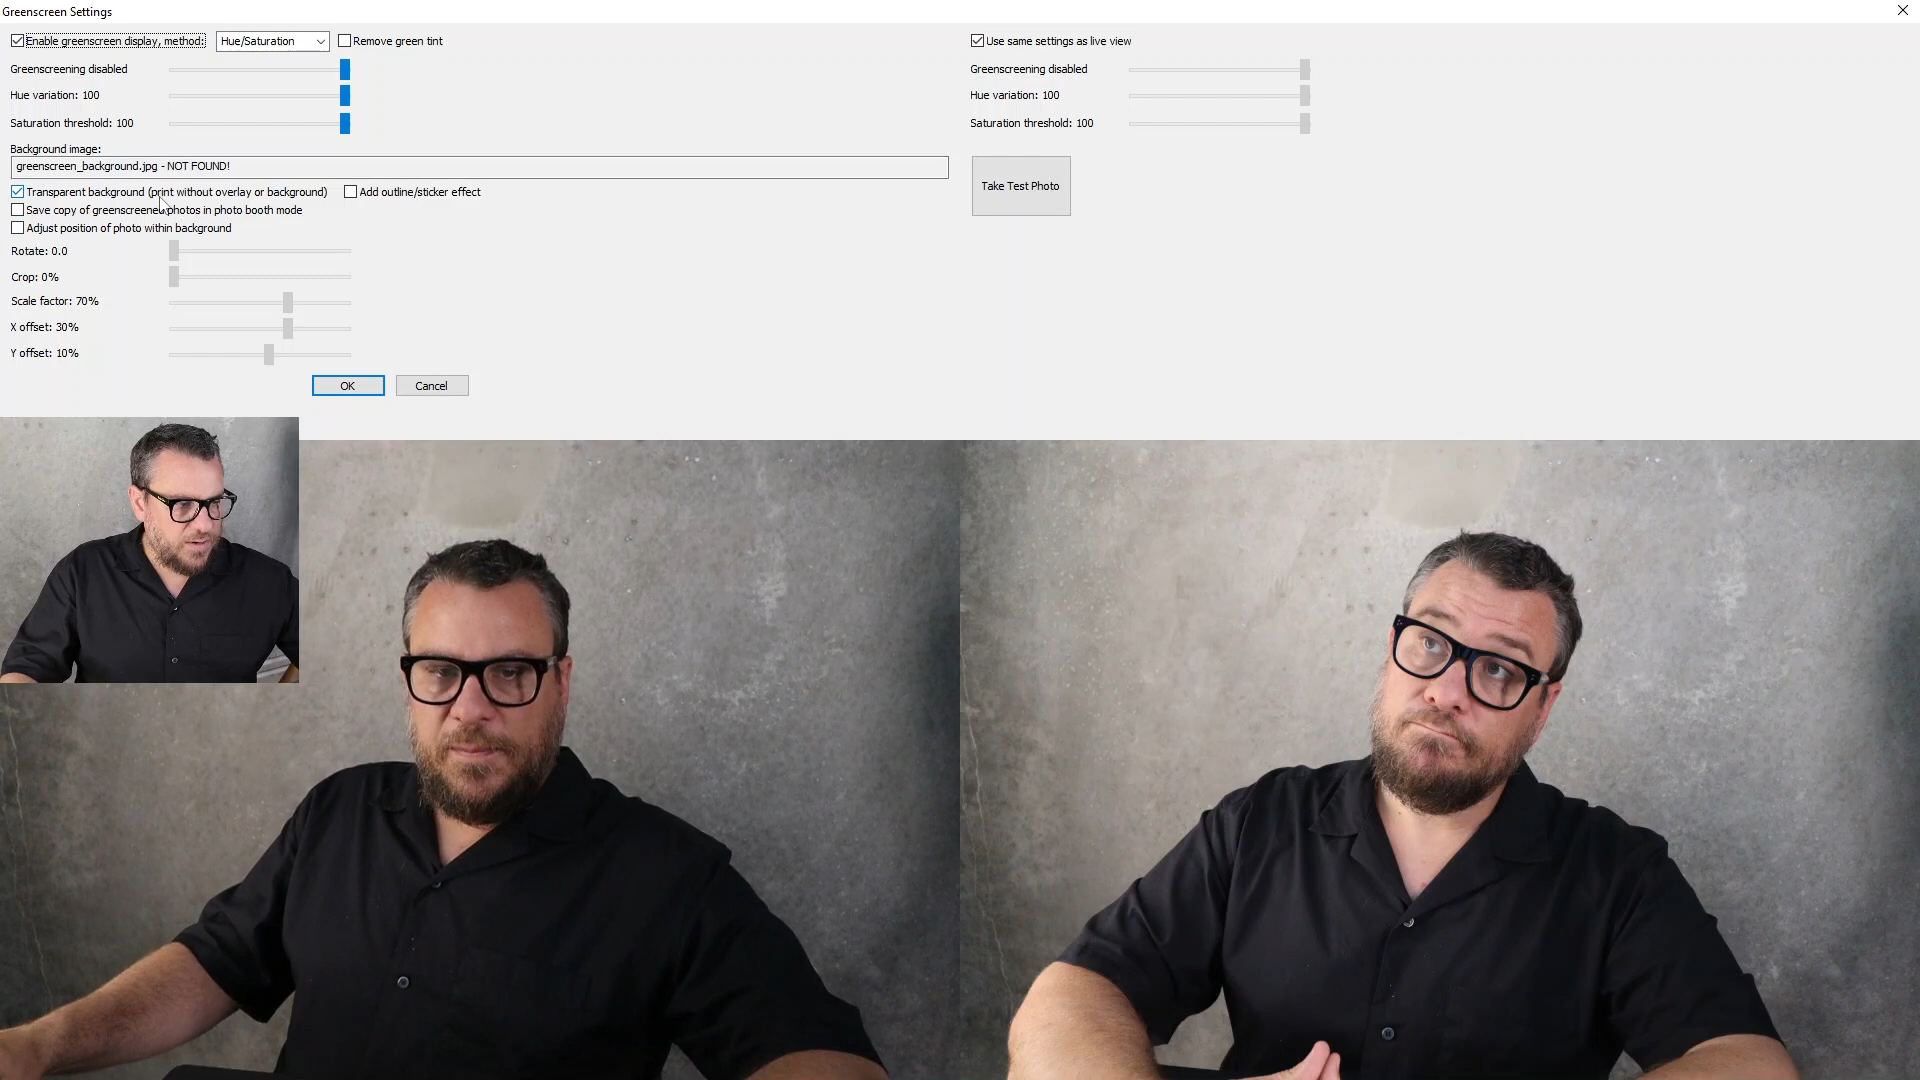 Greenscreen Settings
Enable greenscreen display, method: Hue/Saturation Remove green tint
Greenscreening disabled
Hue variation: 100
Saturation threshold: 100
Background image:
greenscreen_background.jpg - NOT FOUND!
Transparent background (print without overlay or background) Add outline/sticker effect
Save copy of greenscreened photos in photo booth mode
Adjust position of photo within background
Rotate: 0.0
Crop: 0%
Scale factor: 70%
X offset: 30%
Y offset: 10%
OK Cancel
Use same settings as live view
Greenscreening disabled
Hue variation: 100
Saturation threshold: 100
Take Test Photo